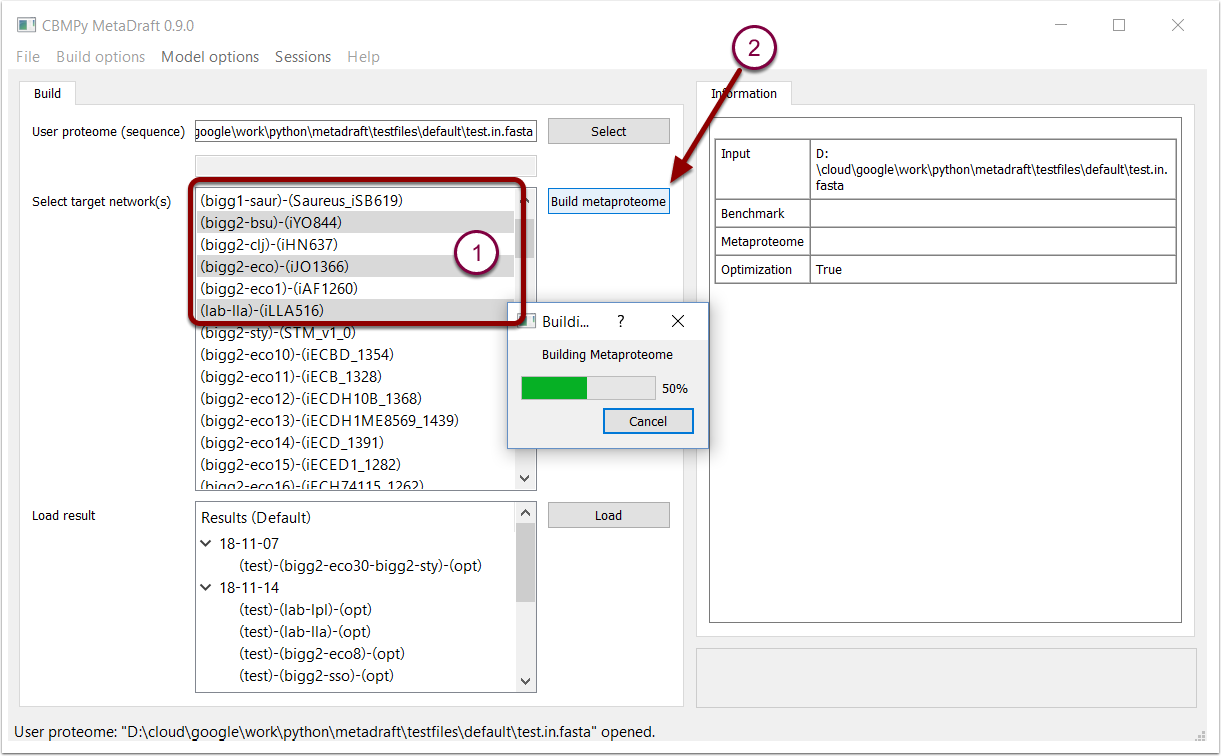 CBMPy MetaDraft 0.9.0
File Build options Model options Sessions Help
2
Build
Information
User proteome (sequence) google\work\python\metadraft\testfiles\default\test.in.fasta Select
Input D:
\cloud\google\work\python\metadraft\testfiles\default\test.in.
fasta
Benchmark
Metaproteome
Optimization True
Select target network(s)
Build metaproteome
(bigg1-saur)-(Saureus_iSB619)
(bigg2-bsu)-(iYO844)
(bigg2-clj)-(iHN637)
1
(bigg2-eco)-(iJO1366)
(bigg2-eco1)-(iAF1260)
(lab-lla)-(iLLA516)
(bigg2-sty)-(STM_v1_0)
(bigg2-eco10)-(iECBD_1354)
(bigg2-eco11)-(iECB_1328)
(bigg2-eco12)-(iECDH10B_1368)
(bigg2-eco13)-(iECDH1ME8569_1439)
(bigg2-eco14)-(iECD_1391)
(bigg2-eco15)-(iECED1_1282)
(bigg2-eco16)-(iECH74115_1262)
Buildi... ?
Building Metaproteome
50%
Cancel
Load result
Load
Results (Default)
18-11-07
(test)-(bigg2-eco30-bigg2-sty)-(opt)
18-11-14
(test)-(lab-lpl)-(opt)
(test)-(lab-lla)-(opt)
(test)-(bigg2-eco8)-(opt)
(test)-(bigg2-sso)-(opt)
User proteome: "D:\cloud\google\work\python\metadraft\testfiles\default\test.in.fasta" opened.